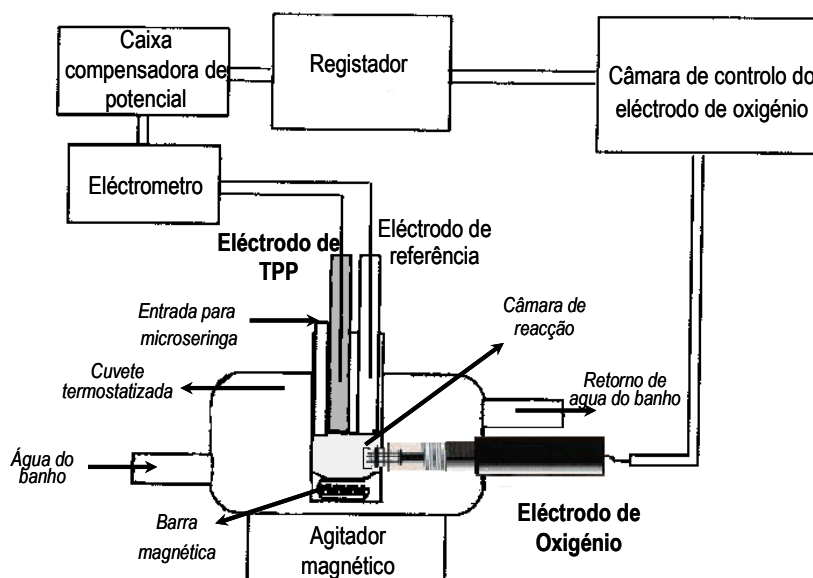 Caixa
compensadora de
potencial
Registador
Câmara de controlo do
eléctrodo de oxigénio
Eléctrometro
Eléctrodo de
TPP
Eléctrodo de
referência
Entrada para
microseringa
Câmara de
reacção
Cuvete
termostatizada
Retorno de
agua do banho
Água do
banho
Barra
magnética
Agitador
magnético
Eléctrodo de
Oxigénio